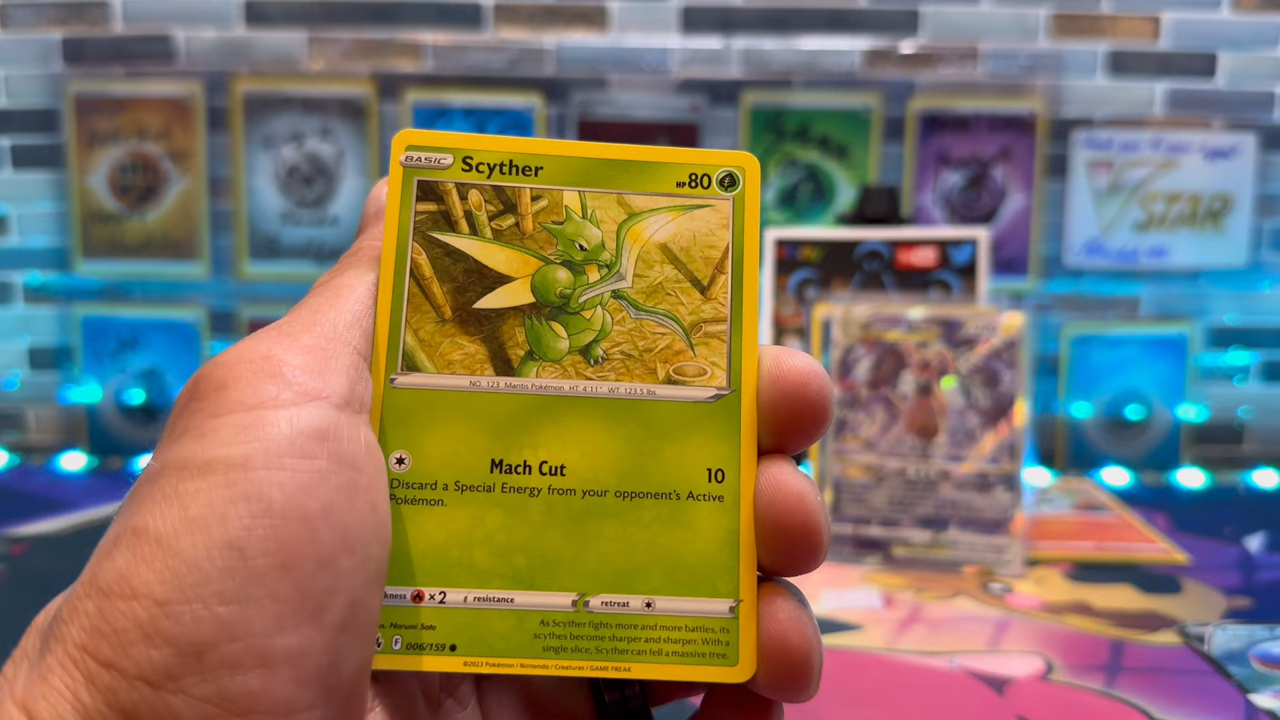 BASIC Scyther HP 80
NO. 123 Mantis Pokémon HT. 4'11" WT. 123.5 lbs
Mach Cut 10
Discard a Special Energy from your opponent's Active
Pokémon.
kness ×2 resistance retreat
. Narumi Sato
As Scyther fights more and more battles, its
scythes become sharper and sharper. With a
single slice, Scyther can fell a massive tree.
F 006/159
©2023 Pokémon / Nintendo / Creatures / GAME FREAK
STAR